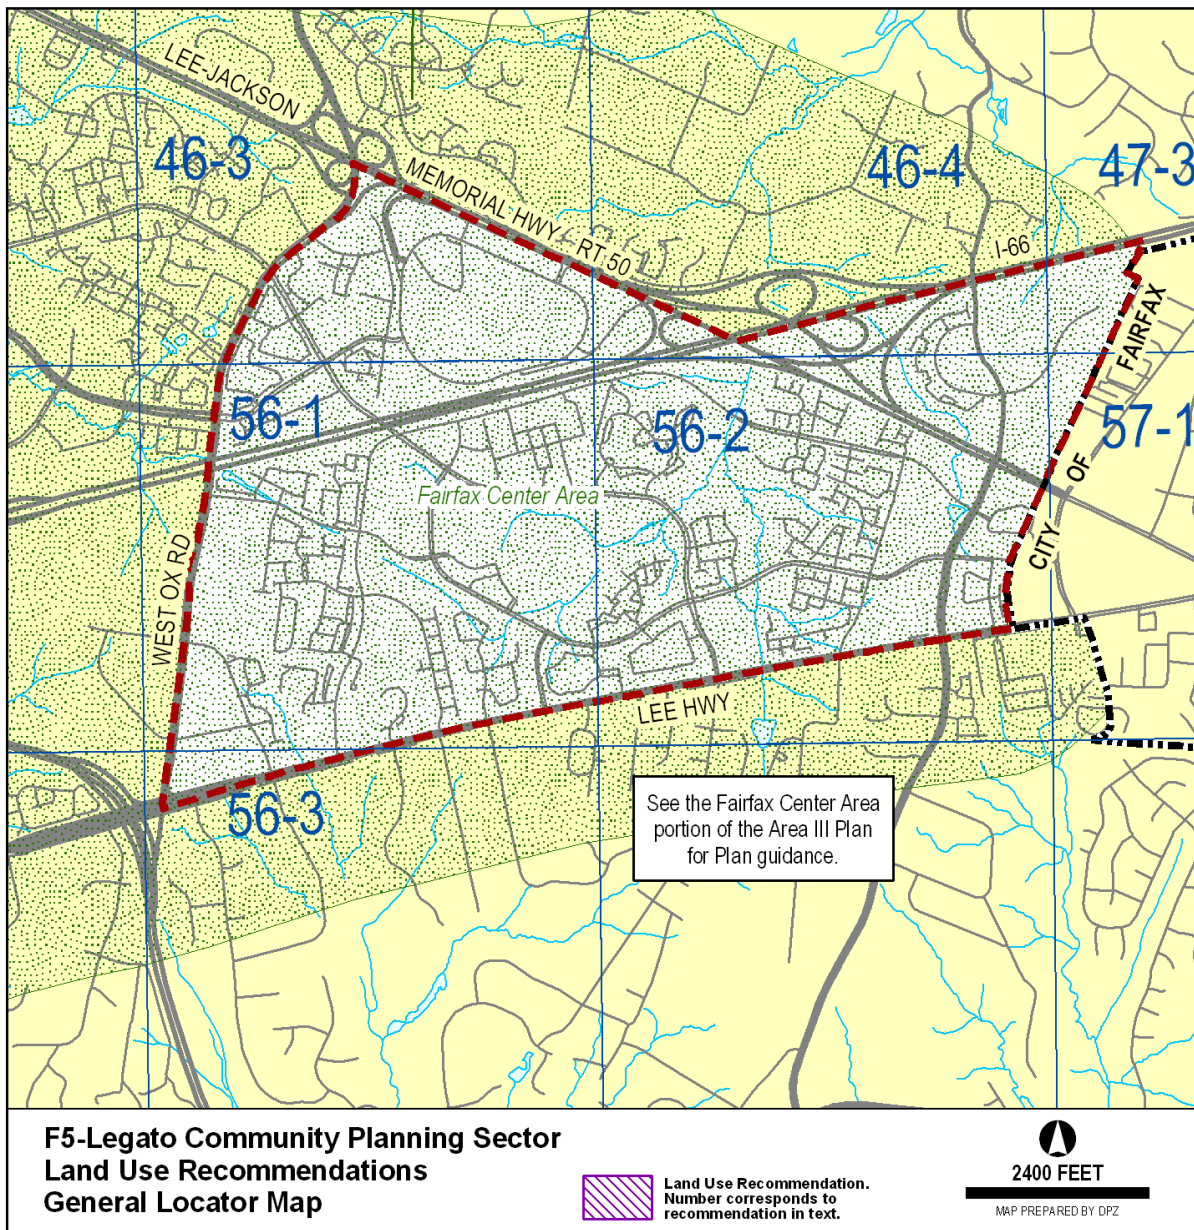 LEE-JACKSON
MEMORIAL HWY - RT 50
46-3
46-4
47-3
I-66
CITY OF FAIRFAX
56-1
56-2
57-1
Fairfax Center Area
WEST OX RD
LEE HWY
56-3
See the Fairfax Center Area
portion of the Area III Plan
for Plan guidance.
F5-Legato Community Planning Sector
Land Use Recommendations
General Locator Map
Land Use Recommendation.
Number corresponds to
recommendation in text.
2400 FEET
MAP PREPARED BY DPZ